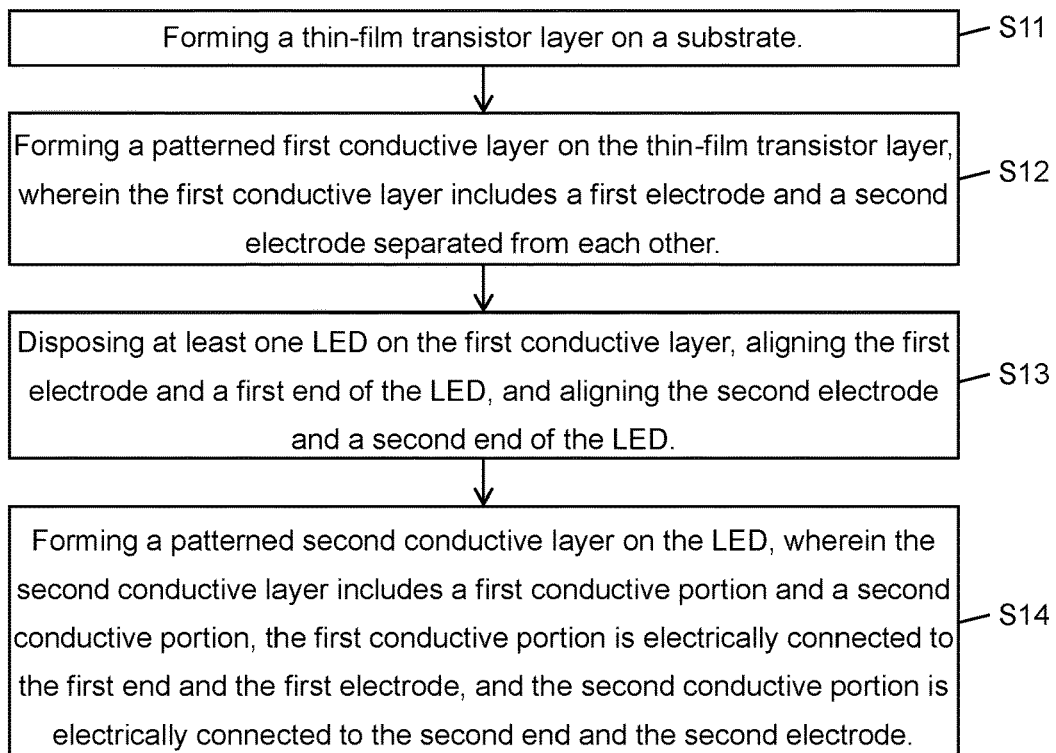 Forming a thin-film transistor layer on a substrate.
S11
Forming a patterned first conductive layer on the thin-film transistor layer,
wherein the first conductive layer includes a first electrode and a second
electrode separated from each other.
S12
Disposing at least one LED on the first conductive layer, aligning the first
electrode and a first end of the LED, and aligning the second electrode
and a second end of the LED.
S13
Forming a patterned second conductive layer on the LED, wherein the
second conductive layer includes a first conductive portion and a second
conductive portion, the first conductive portion is electrically connected to
the first end and the first electrode, and the second conductive portion is
electrically connected to the second end and the second electrode.
S14